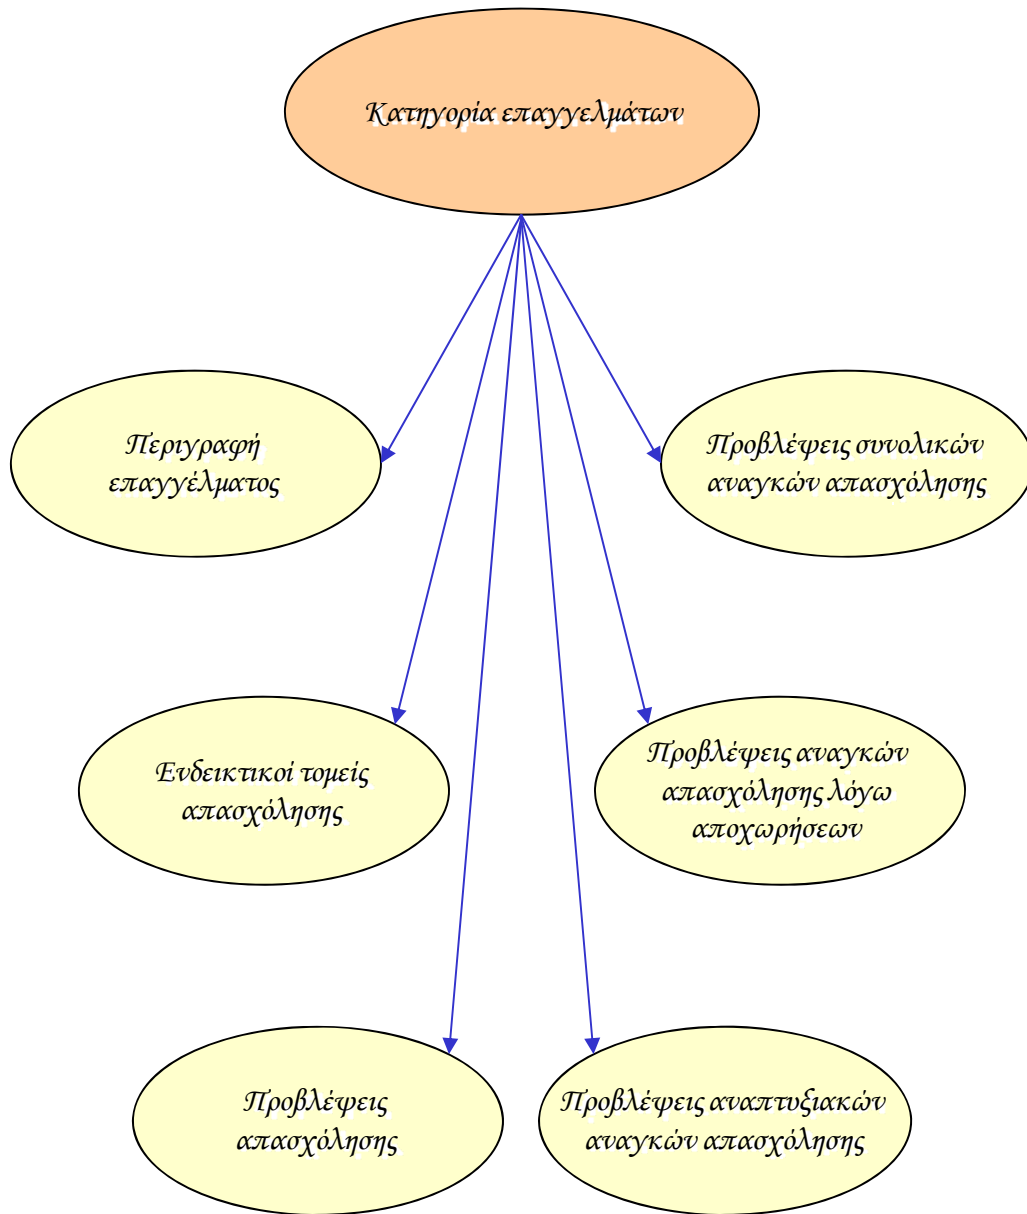 Κατηγορία επαγγελμάτων
Περιγραφή
επαγγέλματος
Προβλέψεις συνολικών
αναγκών απασχόλησης
Ενδεικτικοί τομείς
απασχόλησης
Προβλέψεις αναγκών
απασχόλησης λόγω
αποχωρήσεων
Προβλέψεις
απασχόλησης
Προβλέψεις αναπτυξιακών
αναγκών απασχόλησης